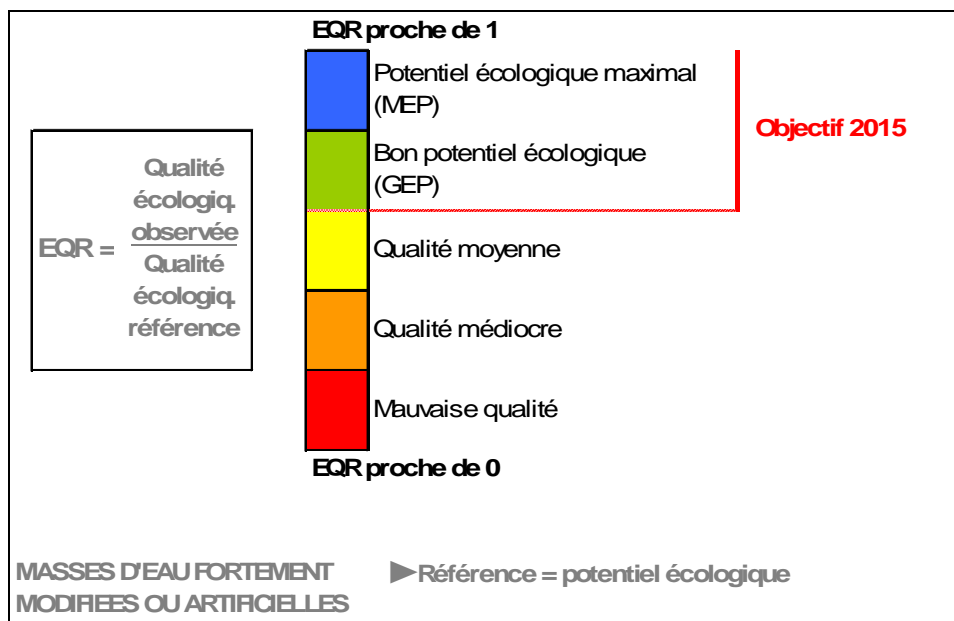 EQR proche de 1
Potentiel écologique maximal
(MEP)
Objectif 2015
Bon potentiel écologique
(GEP)
EQR =
Qualité
écologiq.
observée
Qualité
écologiq.
référence
Qualité moyenne
Qualité médiocre
Mauvaise qualité
EQR proche de 0
MASSES D'EAU FORTEMENT
MODIFIEES OU ARTIFICIELLES
Référence = potentiel écologique